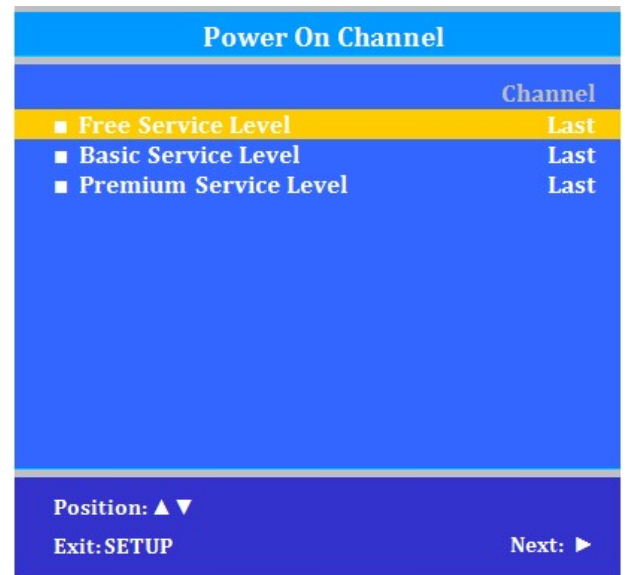 Power On Channel
Channel
■ Free Service Level Last
■ Basic Service Level Last
■ Premium Service Level Last
Position: ▲ ▼
Exit: SETUP Next: ►